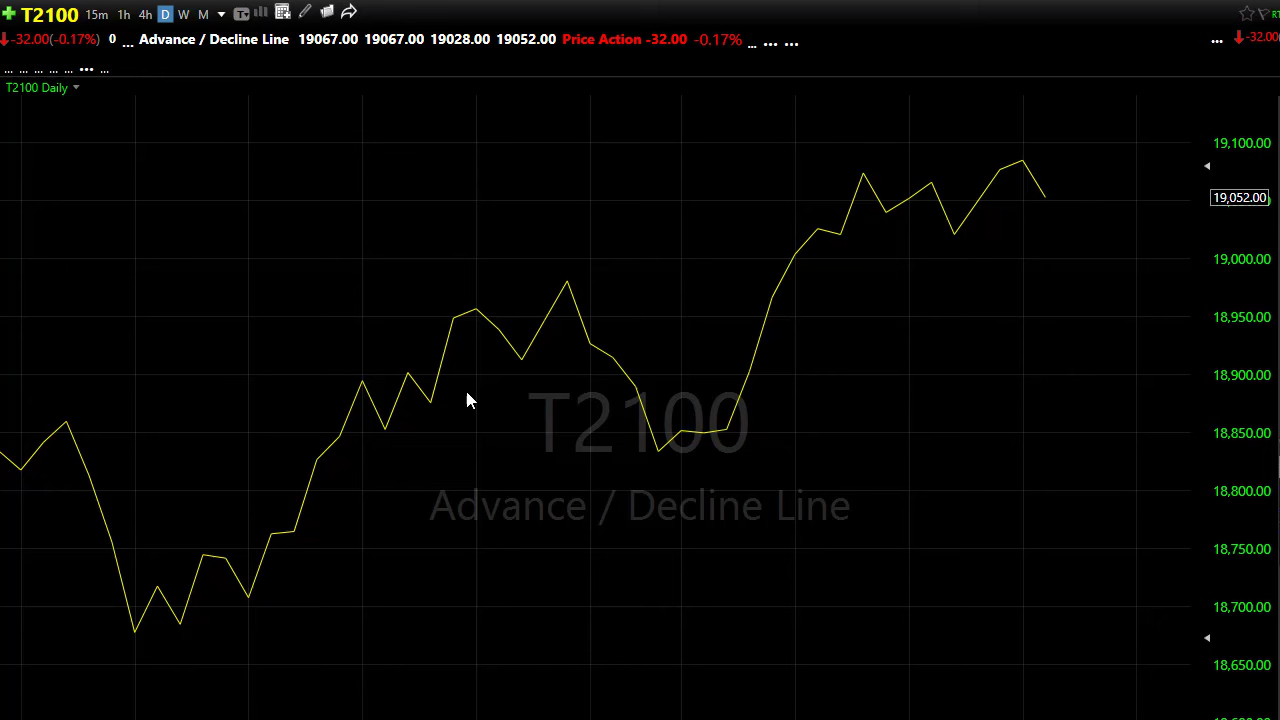 T2100 15m 1h 4h D W M T RT
-32.00(-0.17%) 0 ... Advance / Decline Line 19067.00 19067.00 19028.00 19052.00 Price Action -32.00 -0.17% ... ... ... ... -32.00
... ... ... ... ... ... ...
T2100 Daily
19,100.00
19,052.00
19,000.00
18,950.00
18,900.00
T2100
18,850.00
Advance / Decline Line
18,800.00
18,750.00
18,700.00
18,650.00